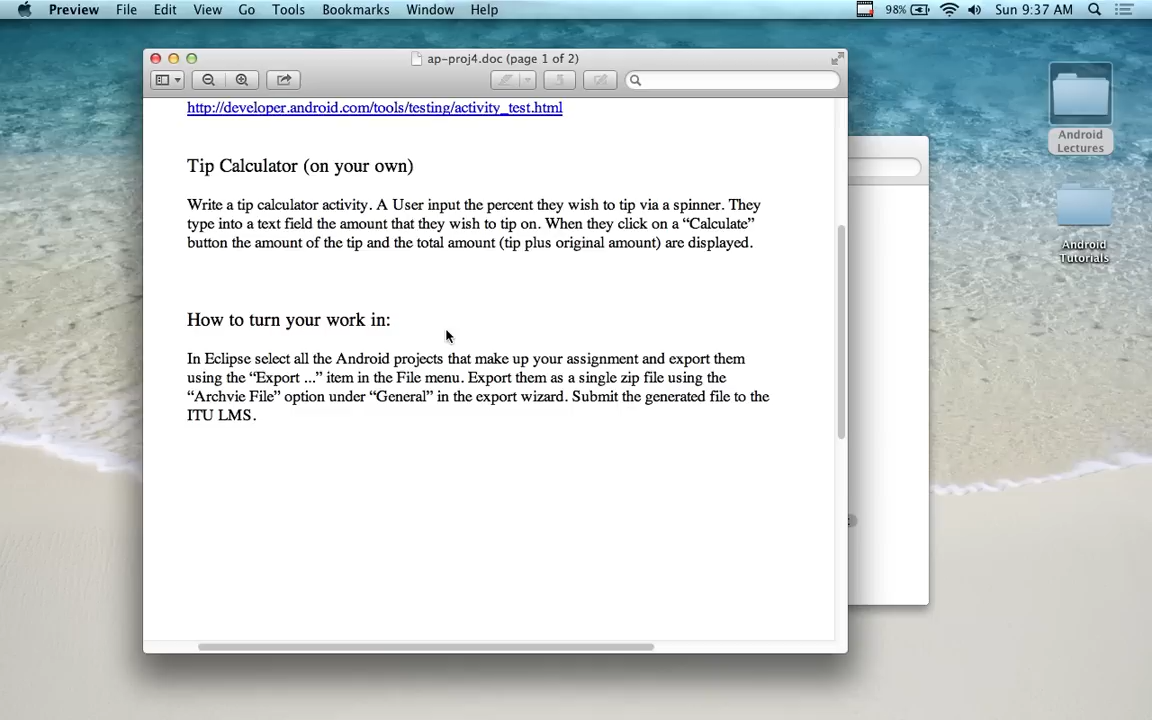 Preview File Edit View Go Tools Bookmarks Window Help 98% Sun 9:37 AM
ap-proj4.doc (page 1 of 2)
http://developer.android.com/tools/testing/activity_test.html
Tip Calculator (on your own)
Write a tip calculator activity. A User input the percent they wish to tip via a spinner. They
type into a text field the amount that they wish to tip on. When they click on a “Calculate”
button the amount of the tip and the total amount (tip plus original amount) are displayed.
How to turn your work in:
In Eclipse select all the Android projects that make up your assignment and export them
using the “Export ...” item in the File menu. Export them as a single zip file using the
“Archvie File” option under “General” in the export wizard. Submit the generated file to the
ITU LMS.
Android
Lectures
Android
Tutorials